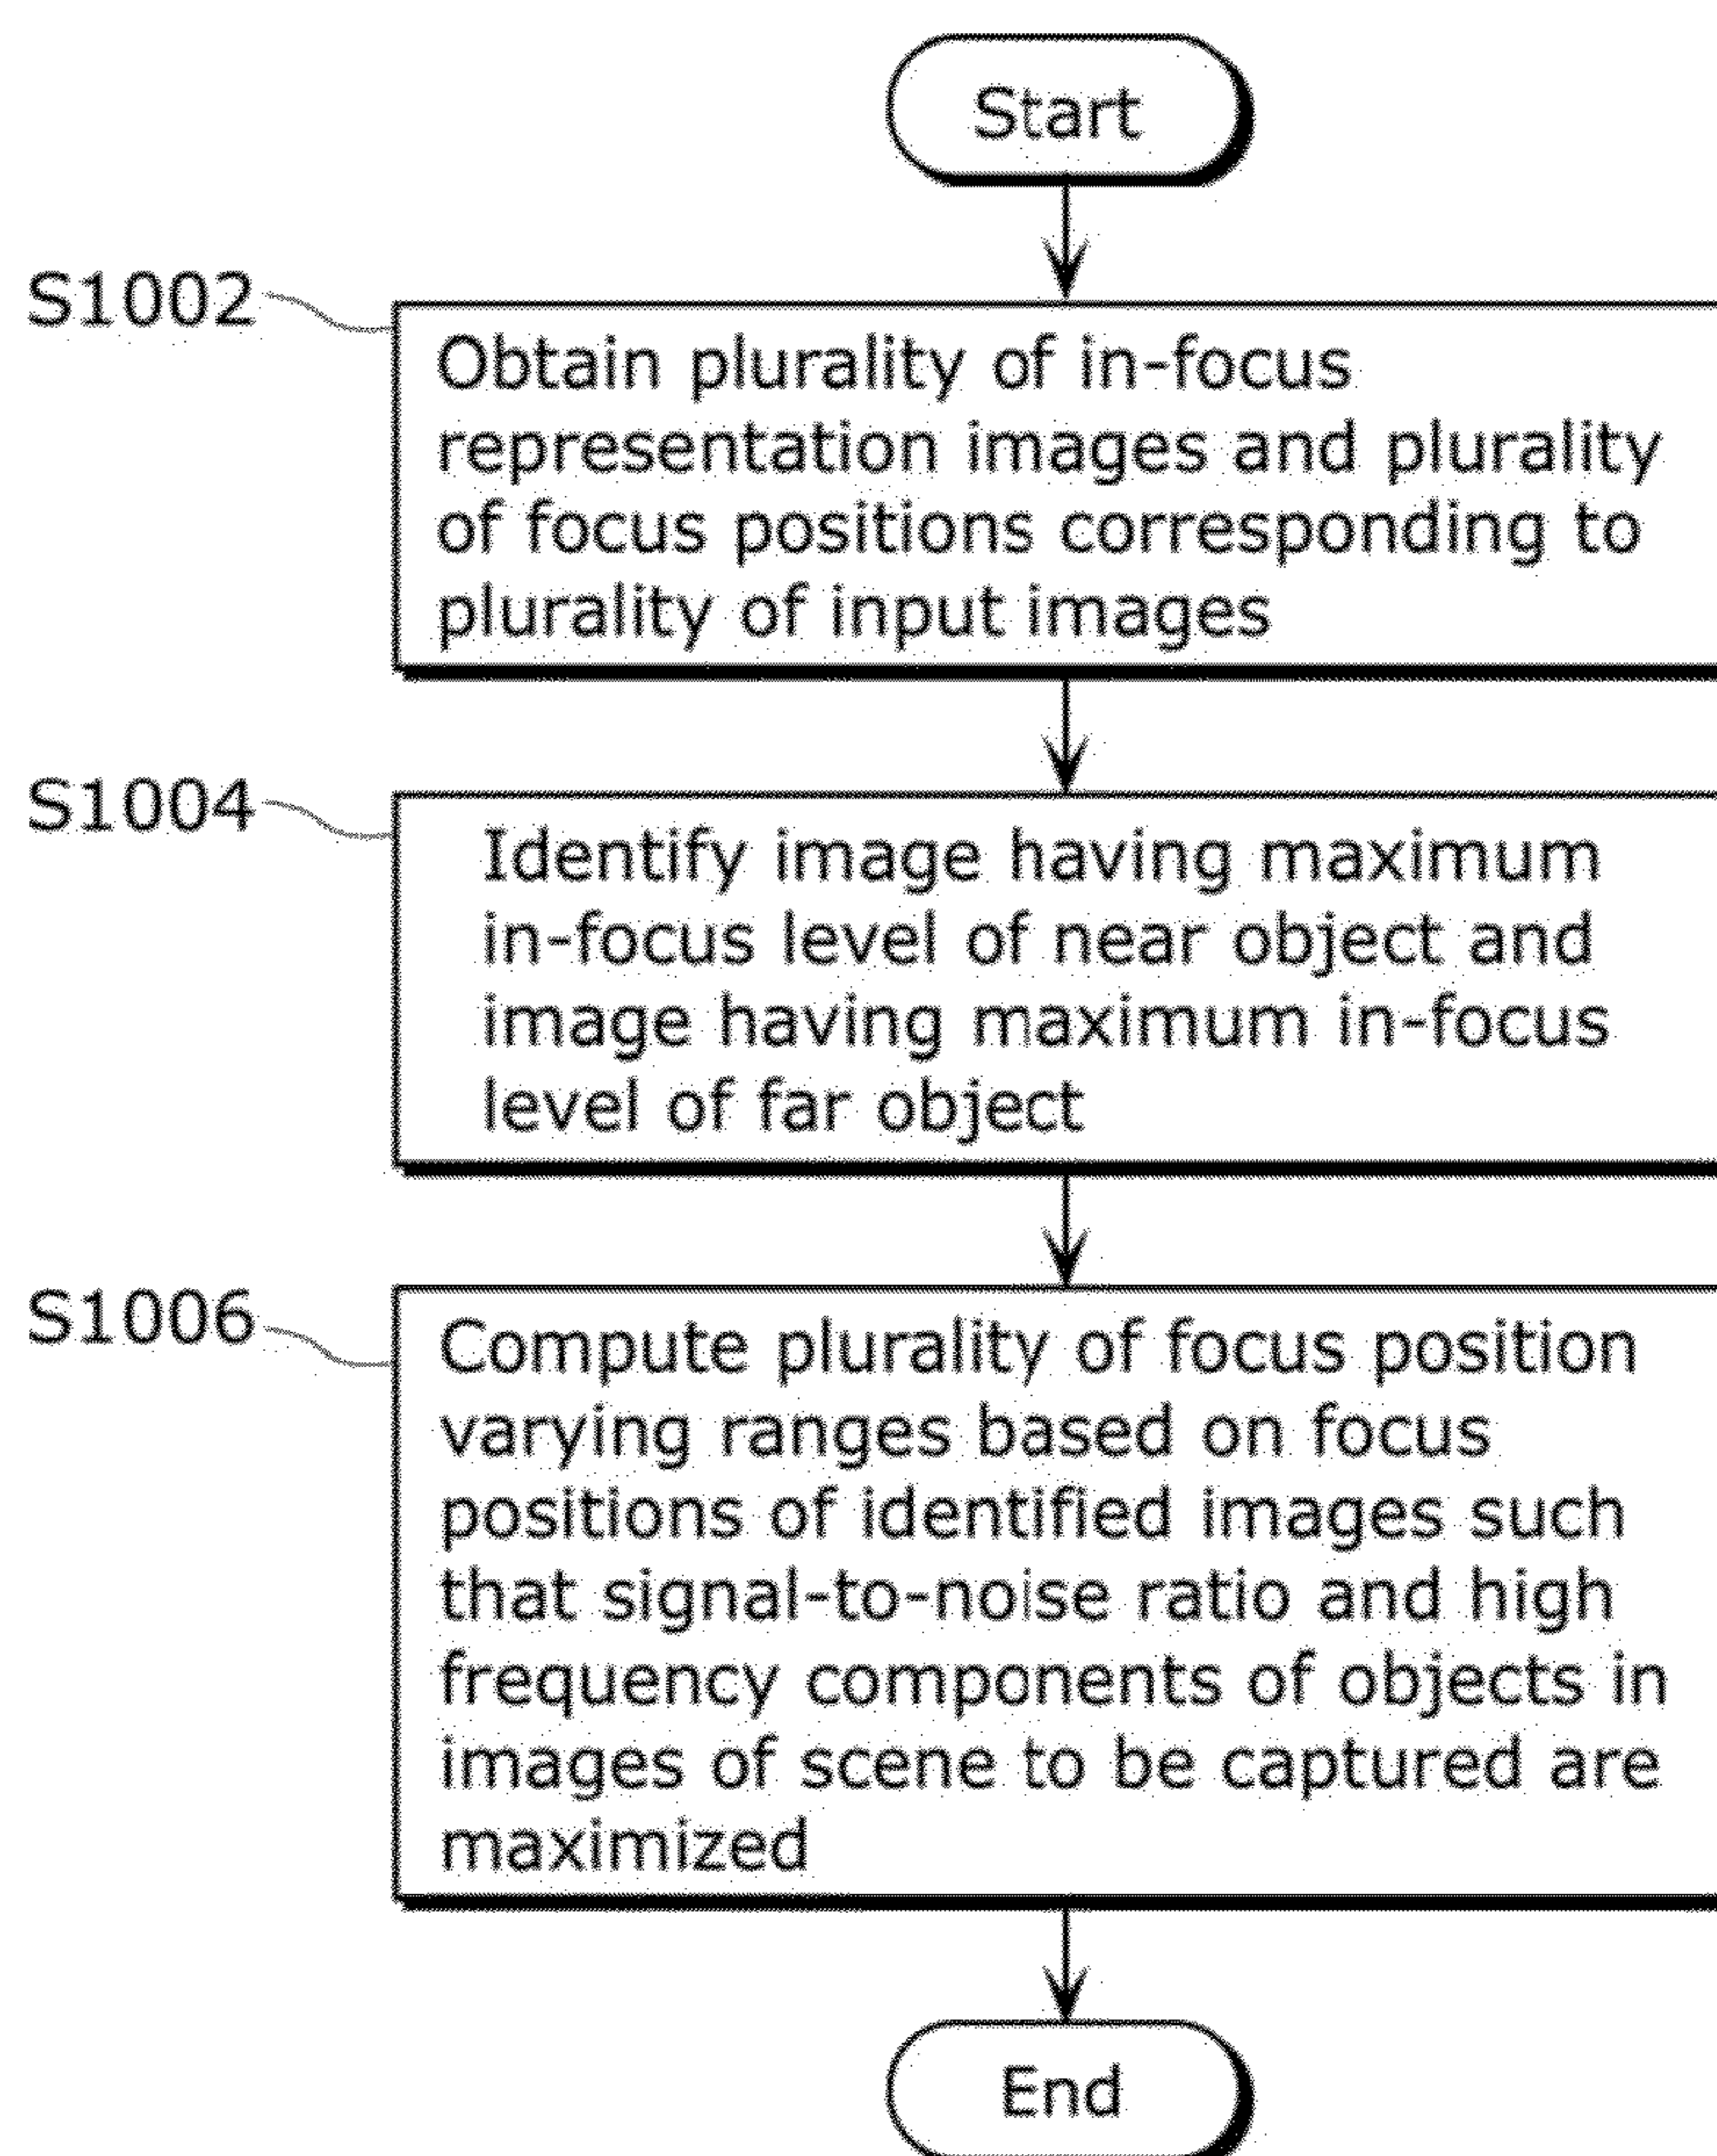 Start
S1002
Obtain plurality of in-focus
representation images and plurality
of focus positions corresponding to
plurality of input images
S1004
Identify image having maximum
in-focus level of near object and
image having maximum in-focus
level of far object
S1006
Compute plurality of focus position
varying ranges based on focus
positions of identified images such
that signal-to-noise ratio and high
frequency components of objects in
images of scene to be captured are
maximized
End